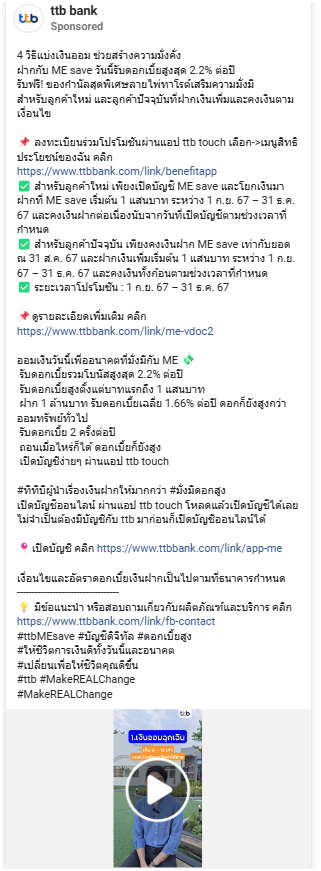 ttb
ttb bank
Sponsored
4 วิธีแบ่งเงินออม ช่วยสร้างความมั่งคั่ง
ฝากกับ ME save วันนี้รับดอกเบี้ยสูงสุด 2.2% ต่อปี
รับฟรี! ของกำนัลสุดพิเศษลายไพ่ทาโรต์เสริมความมั่งมี
สำหรับลูกค้าใหม่ และลูกค้าปัจจุบันที่ฝากเงินเพิ่มและคงเงินตาม
เงื่อนไข
📌 ลงทะเบียนร่วมโปรโมชันผ่านแอป ttb touch เลือก->เมนูสิทธิ
ประโยชน์ของฉัน คลิก
https://www.ttbbank.com/link/benefitapp
✅ สำหรับลูกค้าใหม่ เพียงเปิดบัญชี ME save และโยกเงินมา
ฝากที่ ME save เริ่มต้น 1 แสนบาท ระหว่าง 1 ก.ย. 67 – 31 ธ.ค.
67 และคงเงินฝากต่อเนื่องนับจากวันที่เปิดบัญชีตามช่วงเวลาที่
กำหนด
✅ สำหรับลูกค้าปัจจุบัน เพียงคงเงินฝาก ME save เท่ากับยอด
ณ 31 ส.ค. 67 และฝากเงินเพิ่มเริ่มต้น 1 แสนบาท ระหว่าง 1 ก.ย.
67 – 31 ธ.ค. 67 และคงเงินทั้งก้อนตามช่วงเวลาที่กำหนด
✅ ระยะเวลาโปรโมชัน : 1 ก.ย. 67 – 31 ธ.ค. 67
📌ดูรายละเอียดเพิ่มเติม คลิก
https://www.ttbbank.com/link/me-vdoc2
ออมเงินวันนี้เพื่ออนาคตที่มั่งมีกับ ME 💸
รับดอกเบี้ยรวมโบนัสสูงสุด 2.2% ต่อปี
รับดอกเบี้ยสูงตั้งแต่บาทแรกถึง 1 แสนบาท
ฝาก 1 ล้านบาท รับดอกเบี้ยเฉลี่ย 1.66% ต่อปี ดอกก็ยังสูงกว่า
ออมทรัพย์ทั่วไป
รับดอกเบี้ย 2 ครั้งต่อปี
ถอนเมื่อไหร่ก็ได้ ดอกเบี้ยก็ยังสูง
เปิดบัญชีง่ายๆ ผ่านแอป ttb touch
#ทีทีบีผู้นำเรื่องเงินฝากให้มากกว่า #มั่งมีดอกสูง
เปิดบัญชีออนไลน์ ผ่านแอป ttb touch โหลดแล้วเปิดบัญชีได้เลย
ไม่จำเป็นต้องมีบัญชีกับ ttb มาก่อนก็เปิดบัญชีออนไลน์ได้
📍 เปิดบัญชี คลิก https://www.ttbbank.com/link/app-me
เงื่อนไขและอัตราดอกเบี้ยเงินฝากเป็นไปตามที่ธนาคารกำหนด
----------------------------------
💡 มีข้อแนะนำ หรือสอบถามเกี่ยวกับผลิตภัณฑ์และบริการ คลิก
https://www.ttbbank.com/link/fb-contact
#ttbMEsave #บัญชีดิจิทัล #ดอกเบี้ยสูง
#ให้ชีวิตการเงินดีทั้งวันนี้และอนาคต
#เปลี่ยนเพื่อให้ชีวิตคุณดีขึ้น
#ttb #MakeREALChange
#MakeREALChange
ttb
1.เงินออมฉุกเฉิน